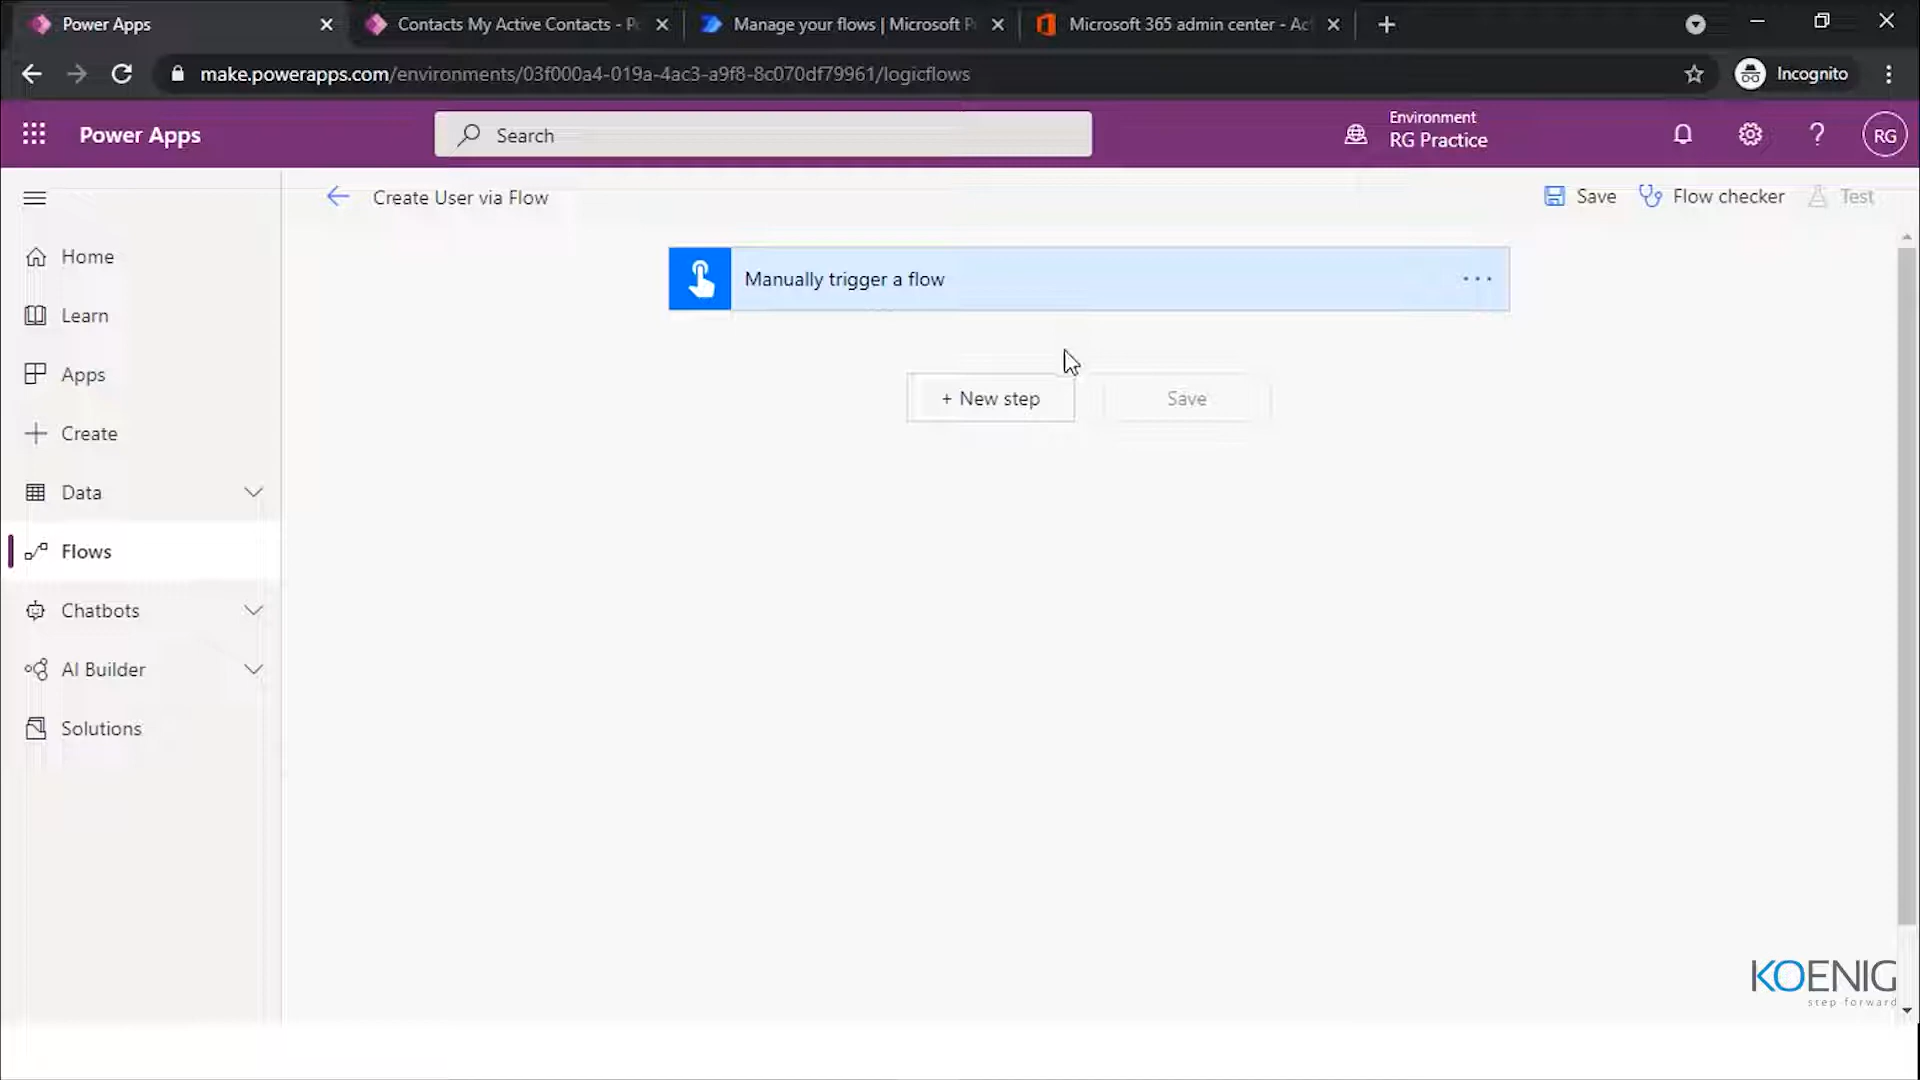 Power Apps
Contacts My Active Contacts - Po
Manage your flows | Microsoft P
Microsoft 365 admin center - Ac
make.powerapps.com/environments/03f000a4-019a-4ac3-a9f8-8c070df79961/logicflows
Incognito
Power Apps
Search
Environment
RG Practice
?
RG
Create User via Flow
Save
Flow checker
Test
Home
Learn
Apps
Create
Data
Flows
Chatbots
AI Builder
Solutions
Manually trigger a flow
+ New step
Save
KOENIG
step forward